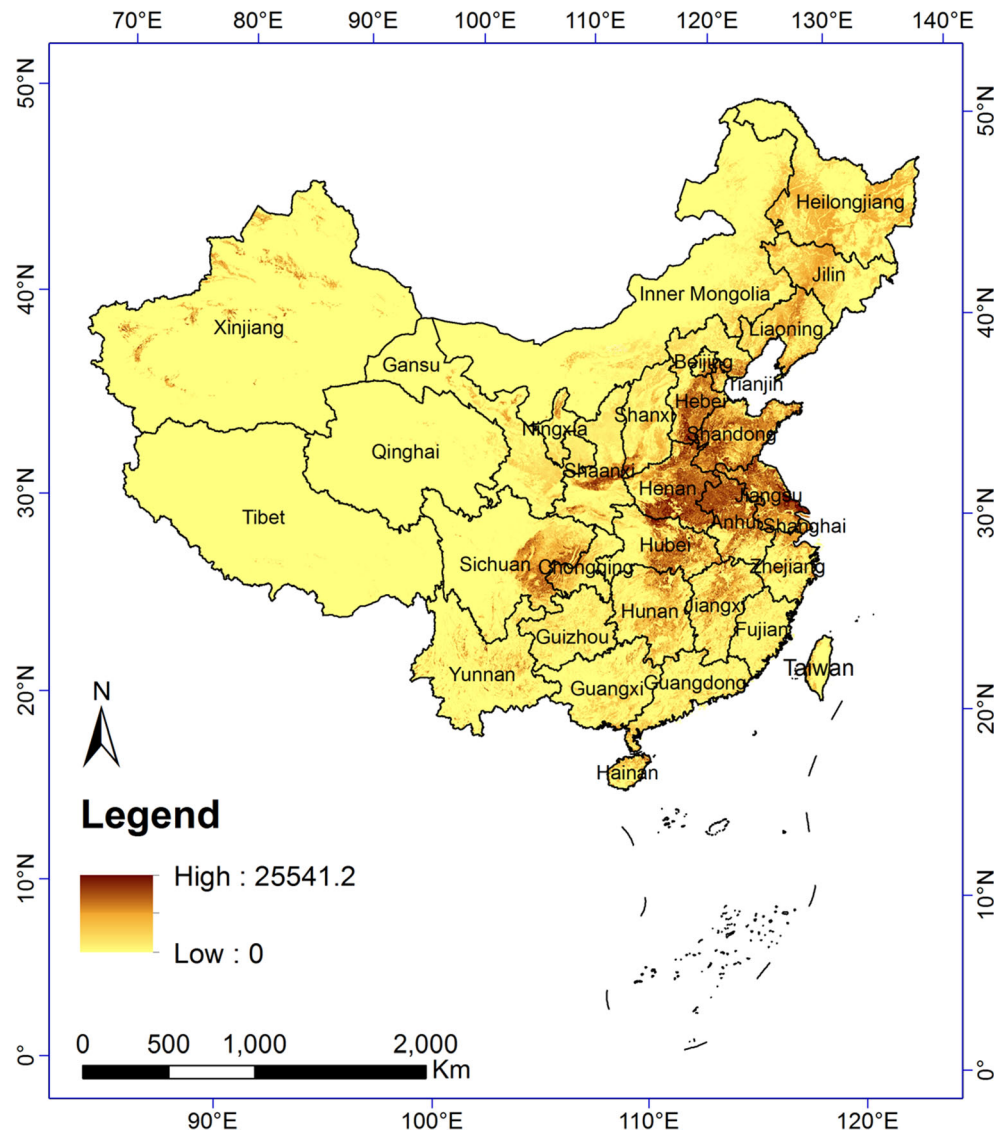 70°E 80°E 90°E 100°E 110°E 120°E 130°E 140°E
50°N
50°N
Heilongjiang
Jilin
40°N
Inner Mongolia
40°N
Xinjiang
Liaoning
Gansu
Beijing
Tianjin
Hebei
Shanxi
Ningxia
Shandong
Qinghai
Shaanxi
30°N
Henan
Jiangsu
Tibet
30°N
Anhui
Shanghai
Hubei
Sichuan
Chongqing
Zhejiang
Hunan
Jiangxi
Guizhou
Fujian
Yunnan
Taiwan
20°N
Guangxi
Guangdong
N
20°N
Hainan
Legend
High : 25541.2
10°N
10°N
Low : 0
0 500 1,000 2,000
Km
0°
0°
90°E 100°E 110°E 120°E